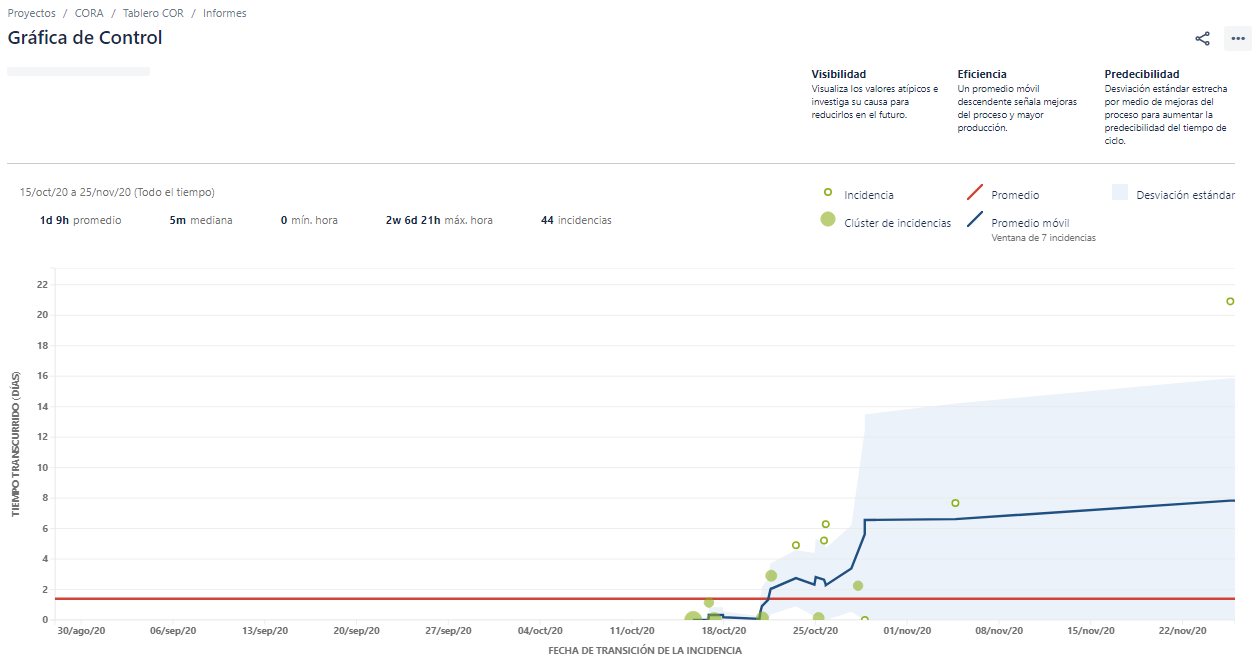 Proyectos / CORA / Tablero COR / Informes
Gráfica de Control
Visibilidad
Visualiza los valores atípicos e
investiga su causa para
reducirlos en el futuro.
Eficiencia
Un promedio móvil
descendente señala mejoras
del proceso y mayor
producción.
Predecibilidad
Desviación estándar estrecha
por medio de mejoras del
proceso para aumentar la
predecibilidad del tiempo de
ciclo.
15/oct/20 a 25/nov/20 (Todo el tiempo)
1d 9h promedio 5m mediana 0 mín. hora 2w 6d 21h máx. hora 44 incidencias
Incidencia
Clúster de incidencias
Promedio
Promedio móvil
Ventana de 7 incidencias
Desviación estándar
TIEMPO TRANSCURRIDO (DÍAS)
22
20
18
16
14
12
10
8
6
4
2
0
30/ago/20 06/sep/20 13/sep/20 20/sep/20 27/sep/20 04/oct/20 11/oct/20 18/oct/20 25/oct/20 01/nov/20 08/nov/20 15/nov/20 22/nov/20
FECHA DE TRANSICIÓN DE LA INCIDENCIA